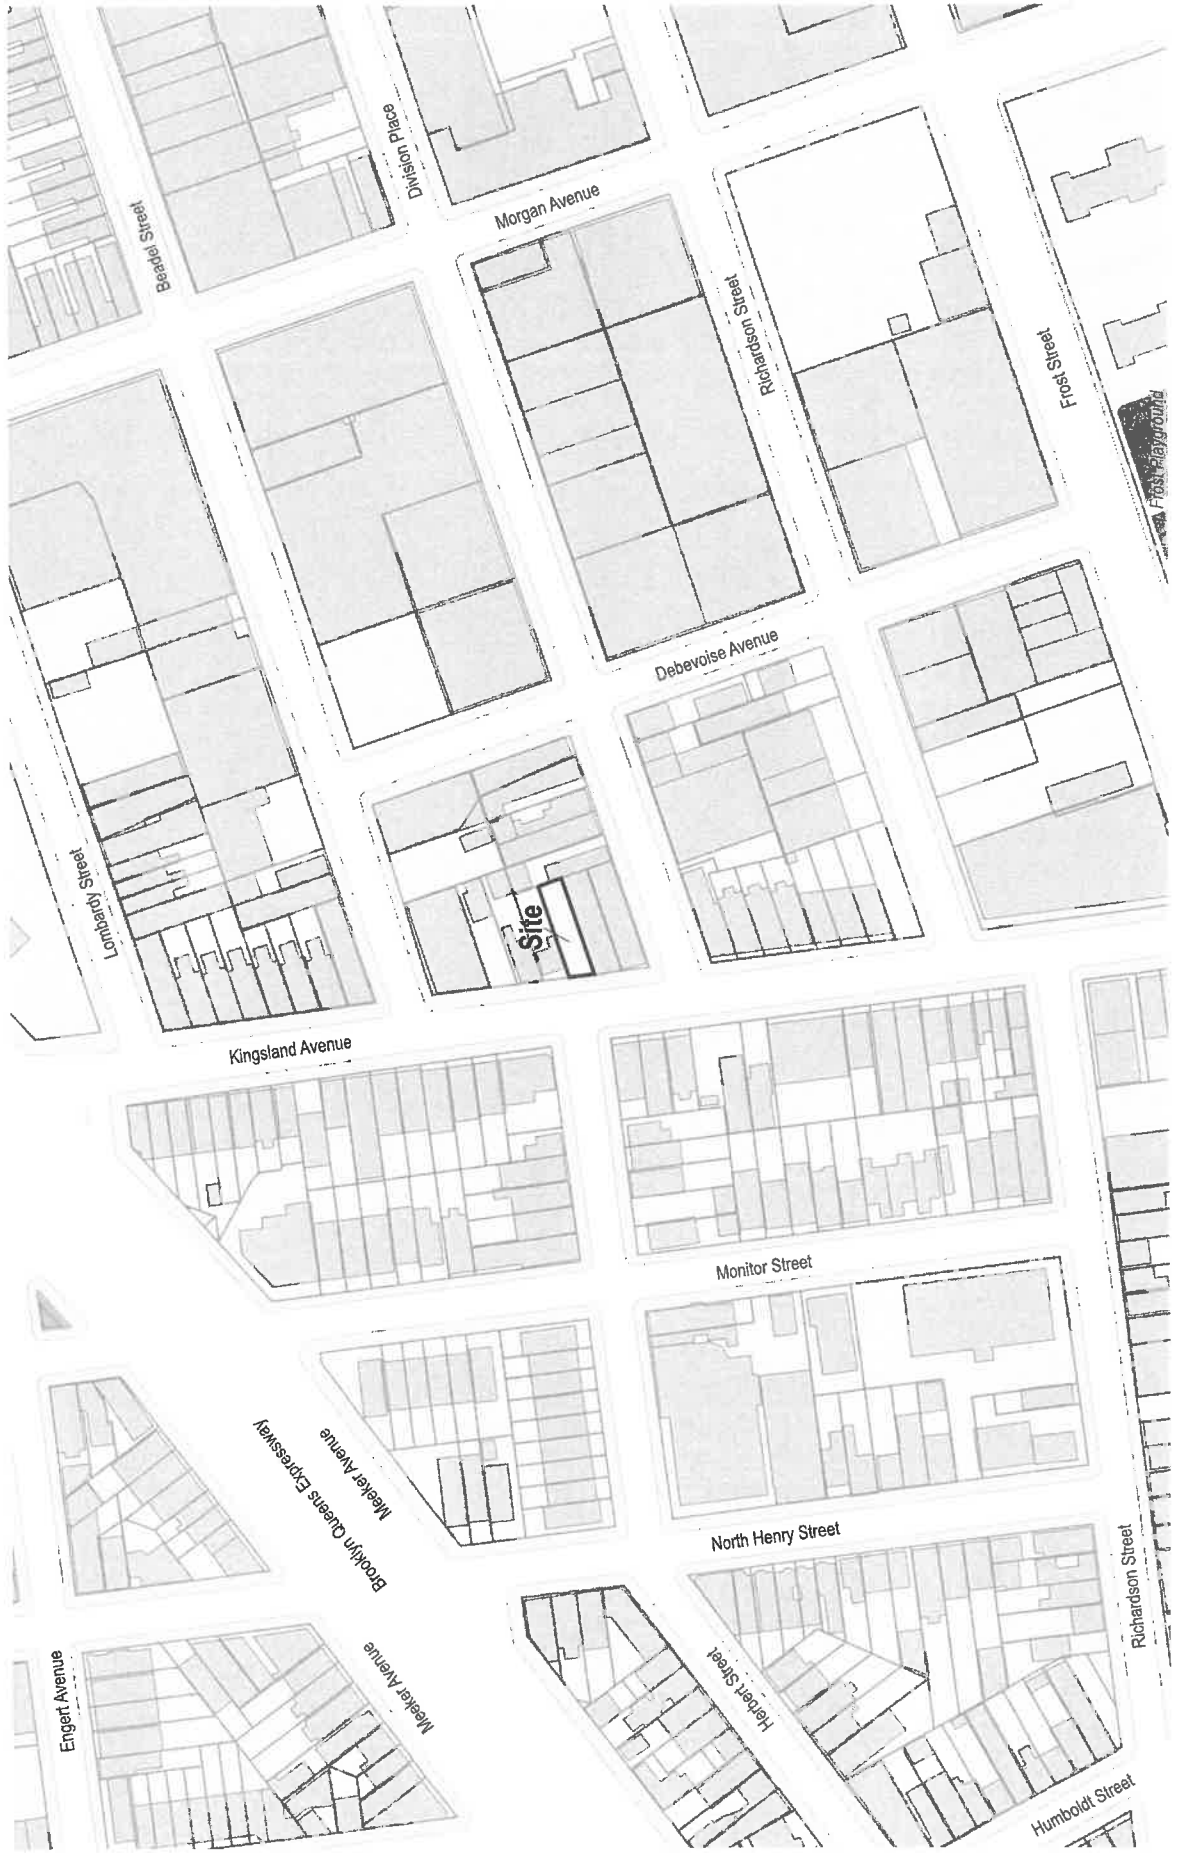 Beadel Street
Division Place
Morgan Avenue
Richardson Street
Frost Street
Frost Playground
Debevoise Avenue
Lombardy Street
Site
Kingsland Avenue
Monitor Street
Brooklyn Queens Expressway
Meeker Avenue
North Henry Street
Richardson Street
Engert Avenue
Meeker Avenue
Herbert Street
Humboldt Street